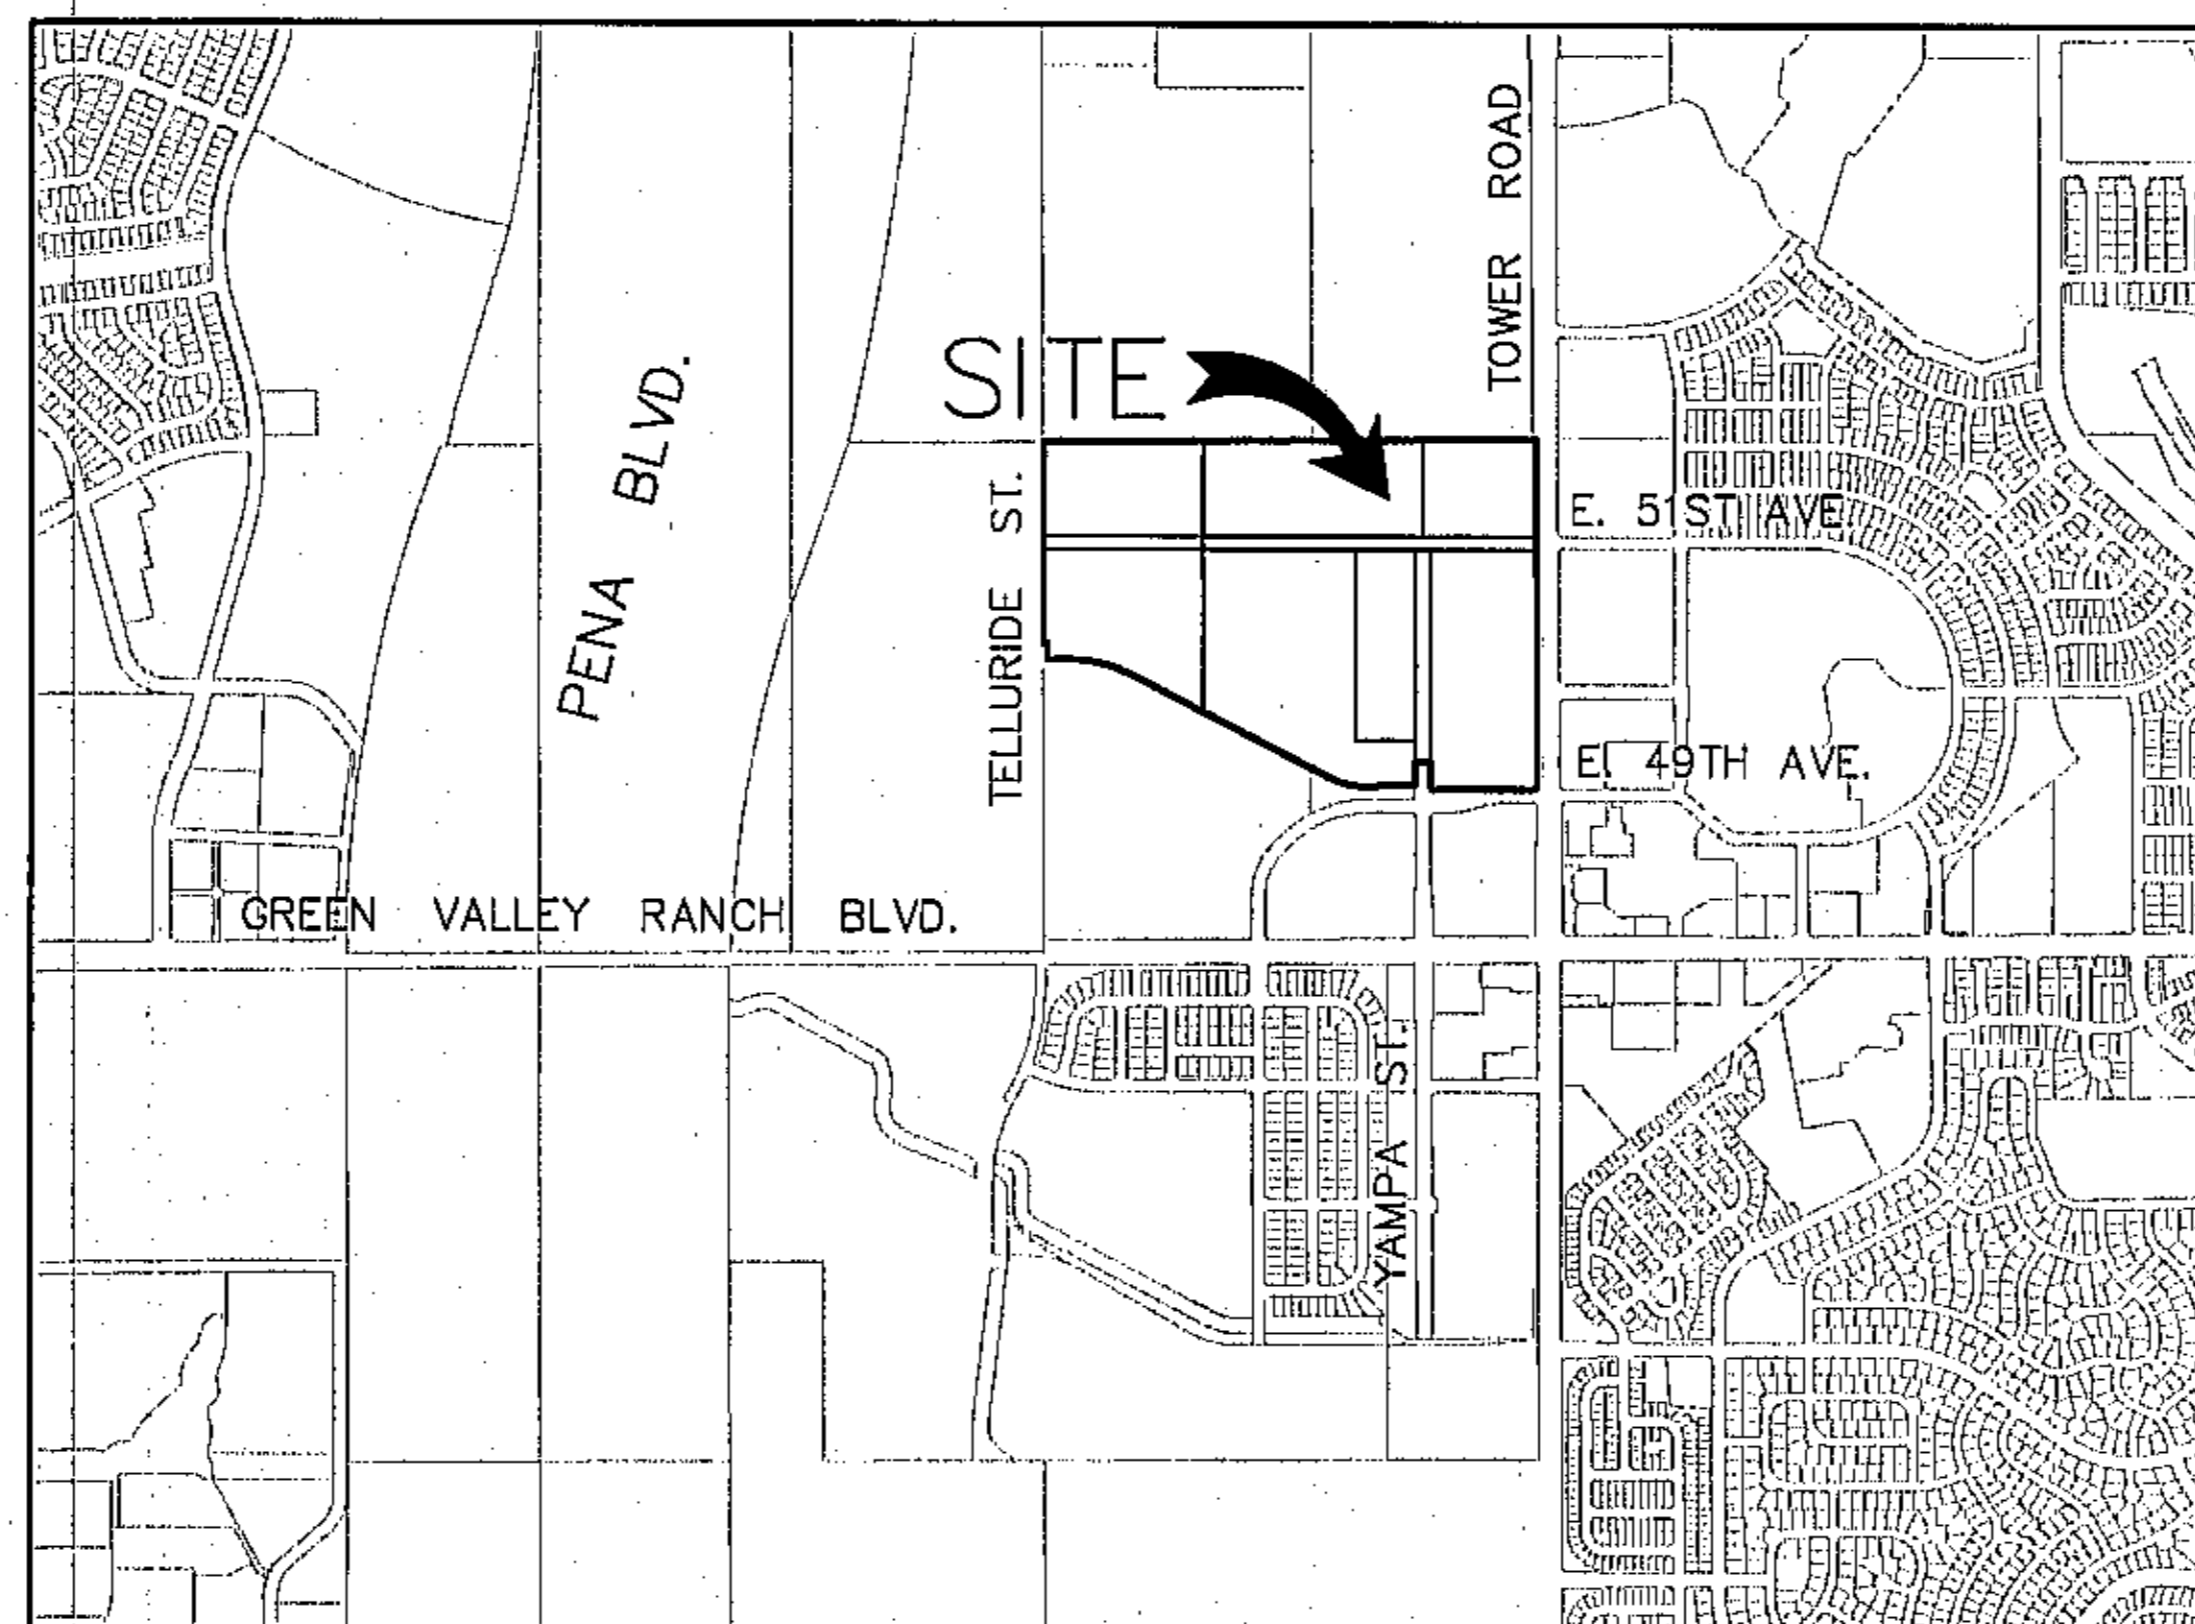 TOWER ROAD
SITE
PENA BLVD.
TELLURIDE ST.
E. 51ST AVE.
E. 49TH AVE.
GREEN VALLEY RANCH BLVD.
YAMPA ST.